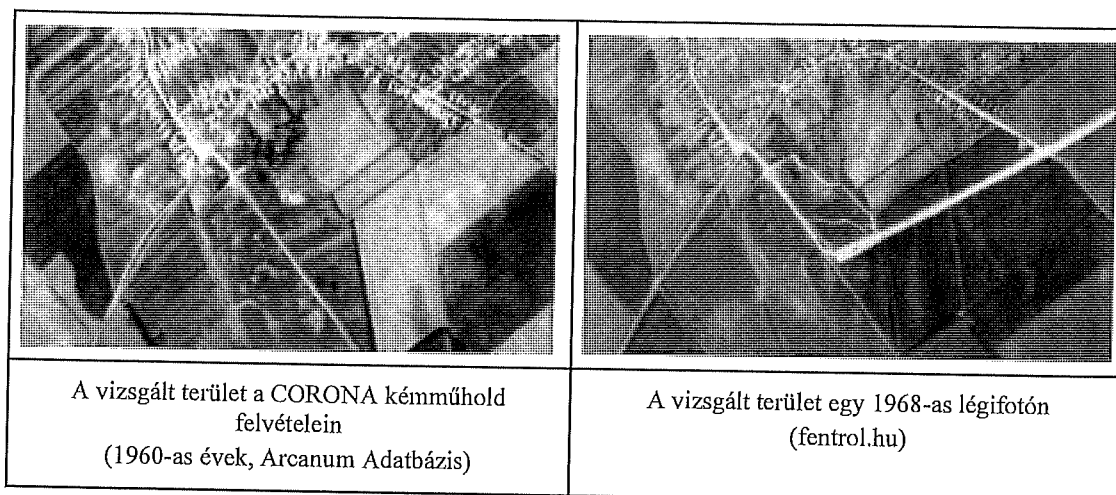 A vizsgált terület a CORONA kémműhold
felvételein
(1960-as évek, Arcanum Adatbázis)
A vizsgált terület egy 1968-as légifotón
(fentrol.hu)